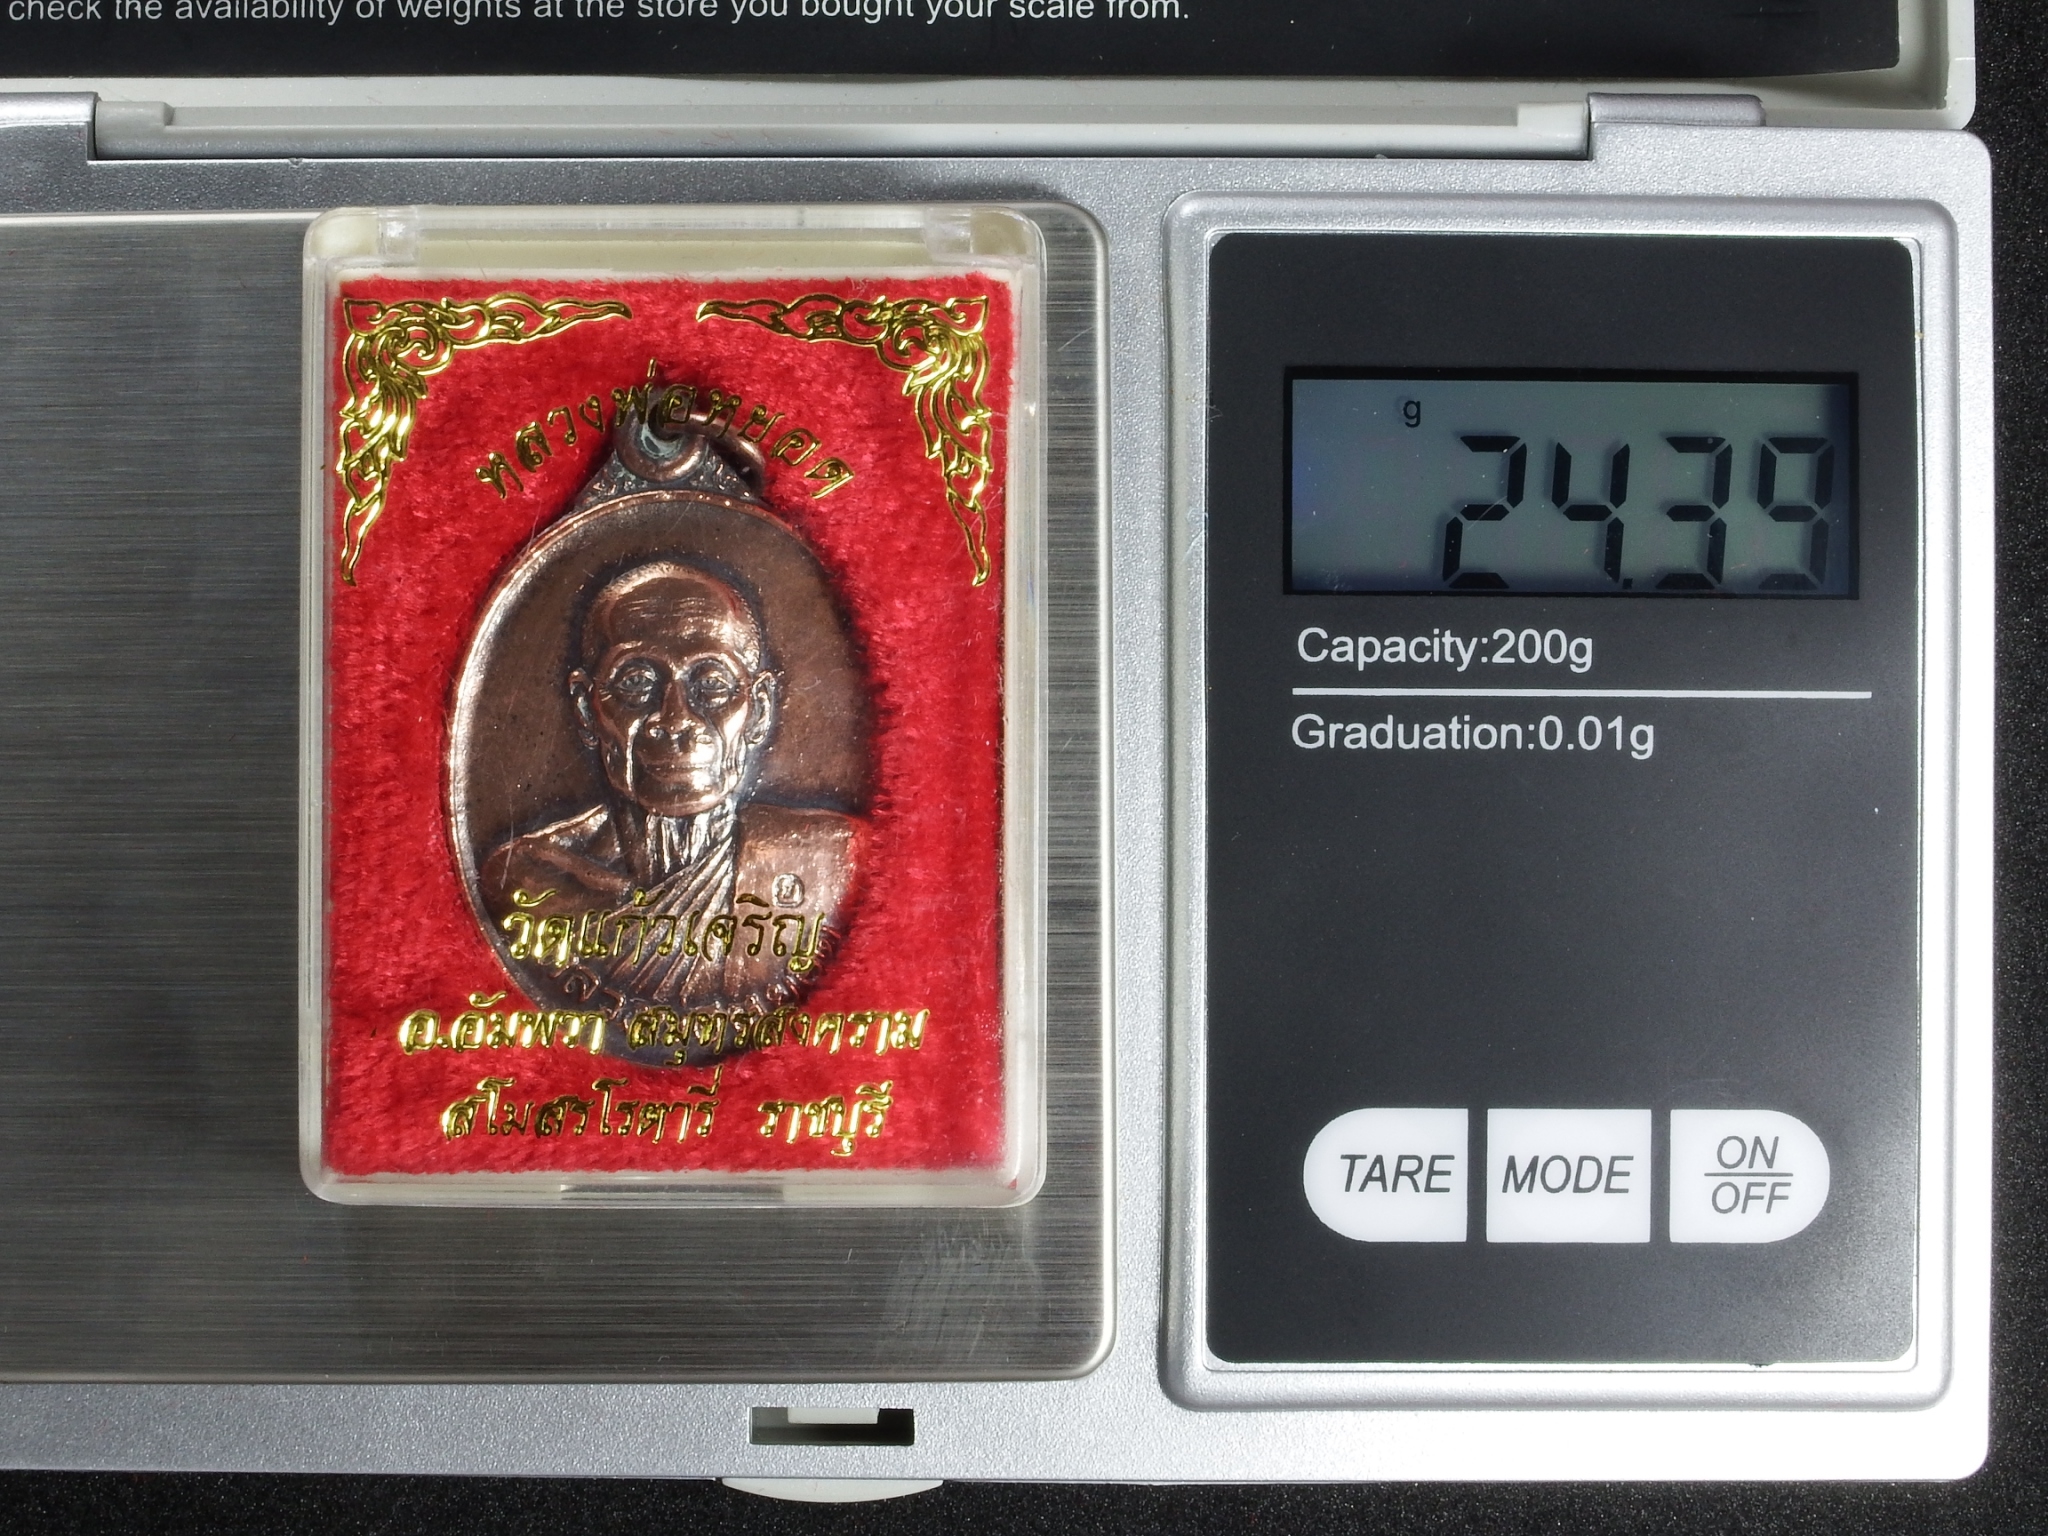 check the availability of weights at the store you bought your scale from.
หลวงพ่อหยอด
วัดแก้วเจริญ
อ.อัมพวา สมุทรสงคราม
สโมสรโรตารี่ ราชบุรี
g
24.39
Capacity:200g
Graduation:0.01g
TARE
MODE
ON
OFF